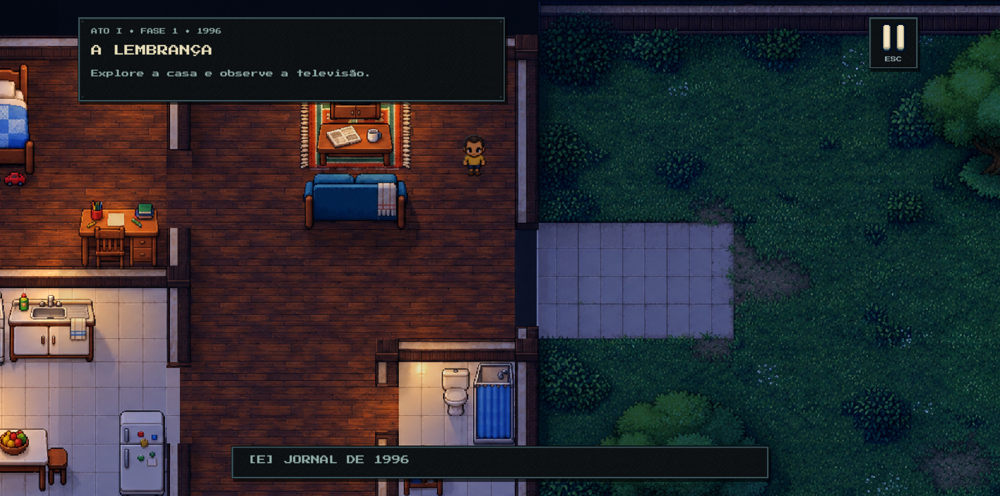 ATO I • FASE 1 • 1996
A LEMBRANÇA
Explore a casa e observe a televisão.
ESC
[E] JORNAL DE 1996